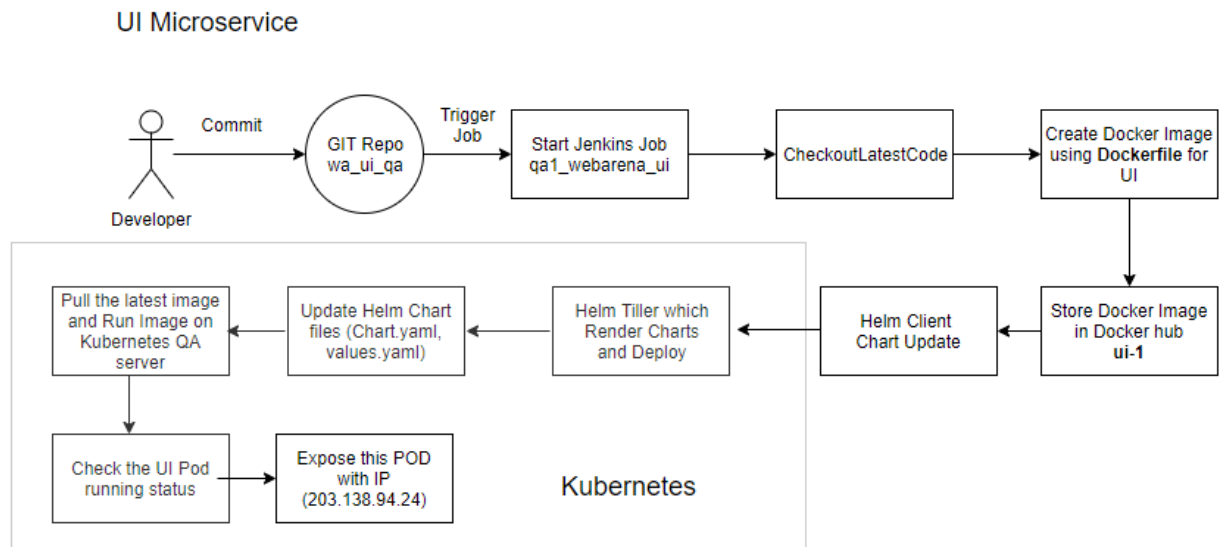 UI Microservice
Commit
Trigger
Job
GIT Repo
wa_ui_qa
Start Jenkins Job
qa1_webarena_ui
CheckoutLatestCode
Create Docker Image
using Dockerfile for
UI
Developer
Pull the latest image
and Run Image on
Kubernetes QA
server
Update Helm Chart
files (Chart.yaml,
values.yaml)
Helm Tiller which
Render Charts
and Deploy
Helm Client
Chart Update
Store Docker Image
in Docker hub
ui-1
Check the UI Pod
running status
Expose this POD
with IP
(203.138.94.24)
Kubernetes